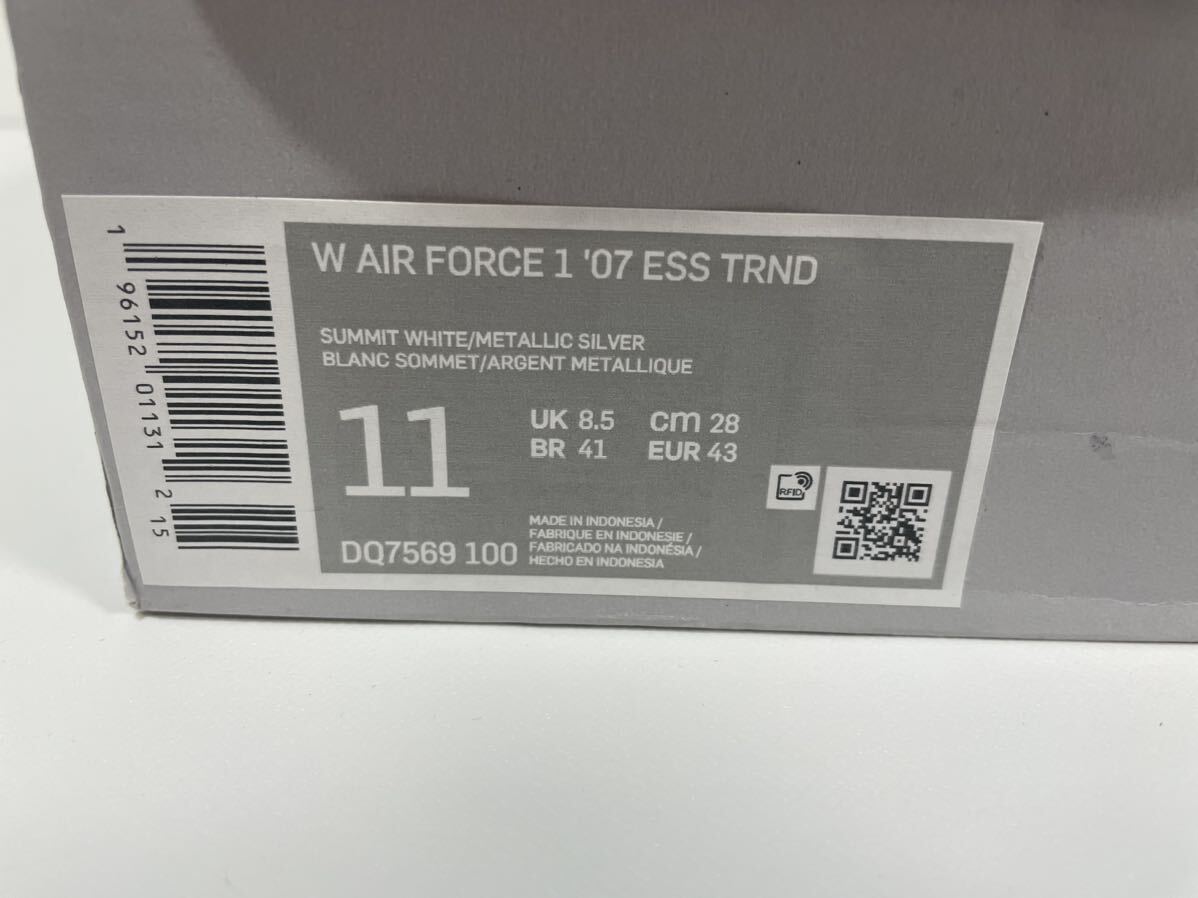 W AIR FORCE 1 '07 ESS TRND
SUMMIT WHITE/METALLIC SILVER
BLANC SOMMET/ARGENT METALLIQUE
11
UK 8.5 cm 28
BR 41 EUR 43
DQ7569 100
MADE IN INDONESIA /
FABRIQUE EN INDONESIE /
FABRICADO NA INDONÉSIA /
HECHO EN INDONESIA
RFID
1 96152 01131 2 15